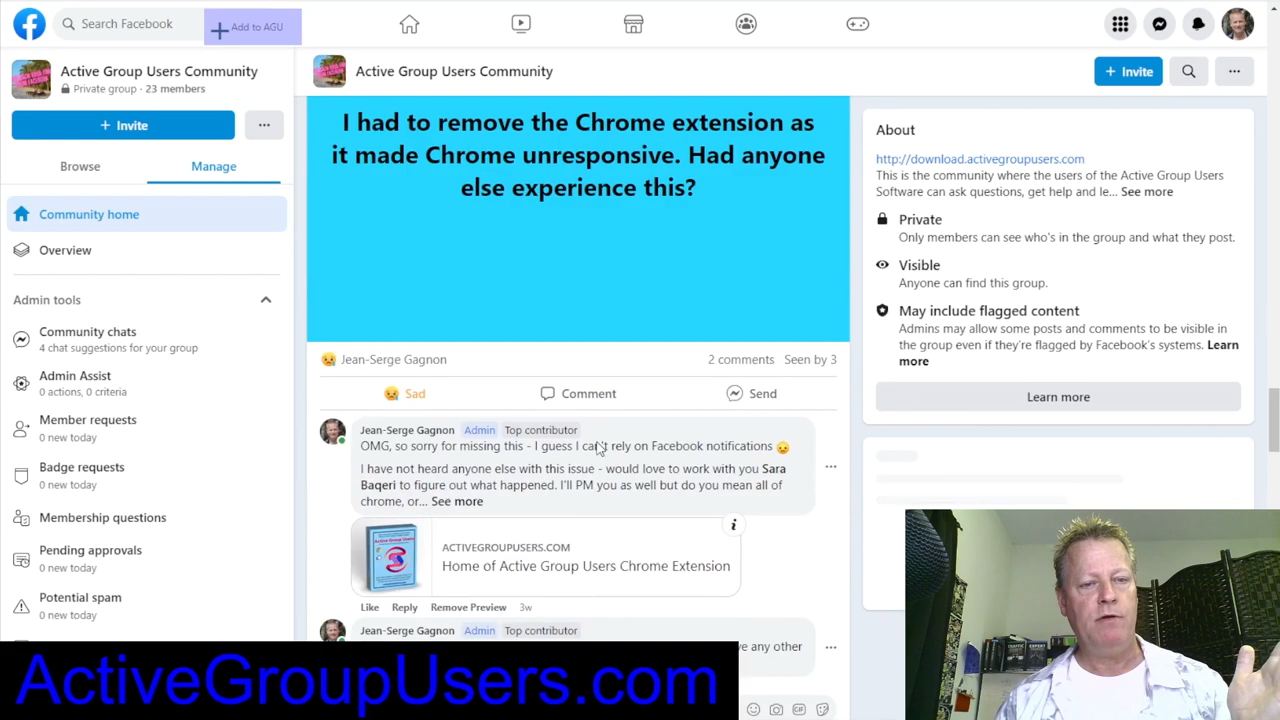 Search Facebook
+ Add to AGU
Active Group Users Community
Private group · 23 members
+ Invite
...
Browse
Manage
Community home
Overview
Admin tools
Community chats
4 chat suggestions for your group
Admin Assist
0 actions, 0 criteria
Member requests
0 new today
Badge requests
0 new today
Membership questions
Pending approvals
0 new today
Potential spam
0 new today
Active Group Users Community
+ Invite
...
I had to remove the Chrome extension as
it made Chrome unresponsive. Had anyone
else experience this?
Jean-Serge Gagnon
2 comments Seen by 3
Sad
Comment
Send
Jean-Serge Gagnon Admin Top contributor
OMG, so sorry for missing this - I guess I can't rely on Facebook notifications
I have not heard anyone else with this issue - would love to work with you Sara
Baqeri to figure out what happened. I'll PM you as well but do you mean all of
chrome, or... See more
ACTIVEGROUPUSERS.COM
Home of Active Group Users Chrome Extension
Like Reply Remove Preview 3w
Jean-Serge Gagnon Admin Top contributor
any other
About
http://download.activegroupusers.com
This is the community where the users of the Active Group Users
Software can ask questions, get help and le... See more
Private
Only members can see who's in the group and what they post.
Visible
Anyone can find this group.
May include flagged content
Admins may allow some posts and comments to be visible in
the group even if they're flagged by Facebook's systems. Learn
more
Learn more
ActiveGroupUsers.com